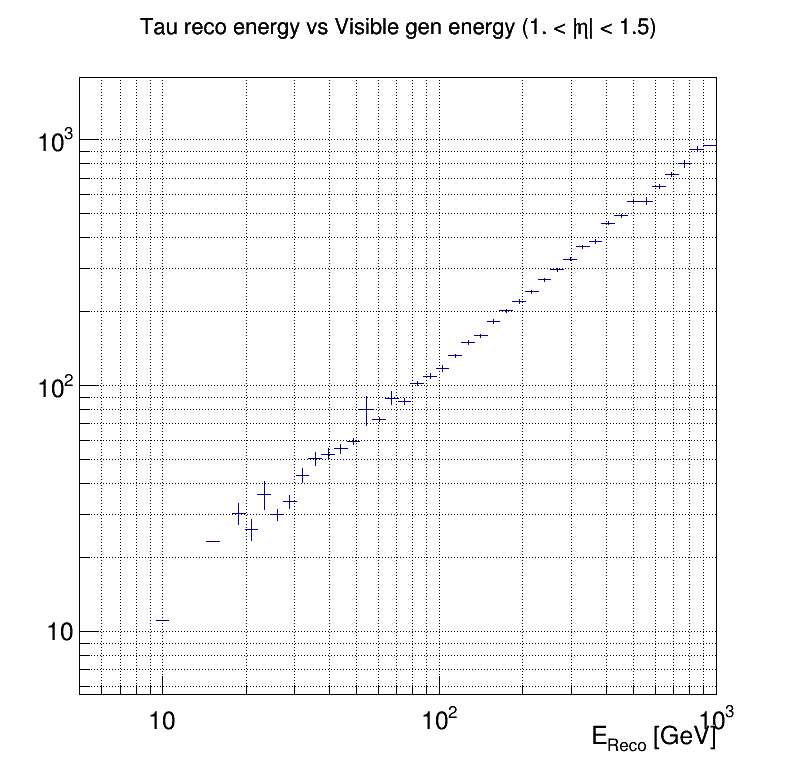 Tau reco energy vs Visible gen energy (1. < |η| < 1.5)
10³
10²
10
10 10² 10³
E_Reco [GeV]